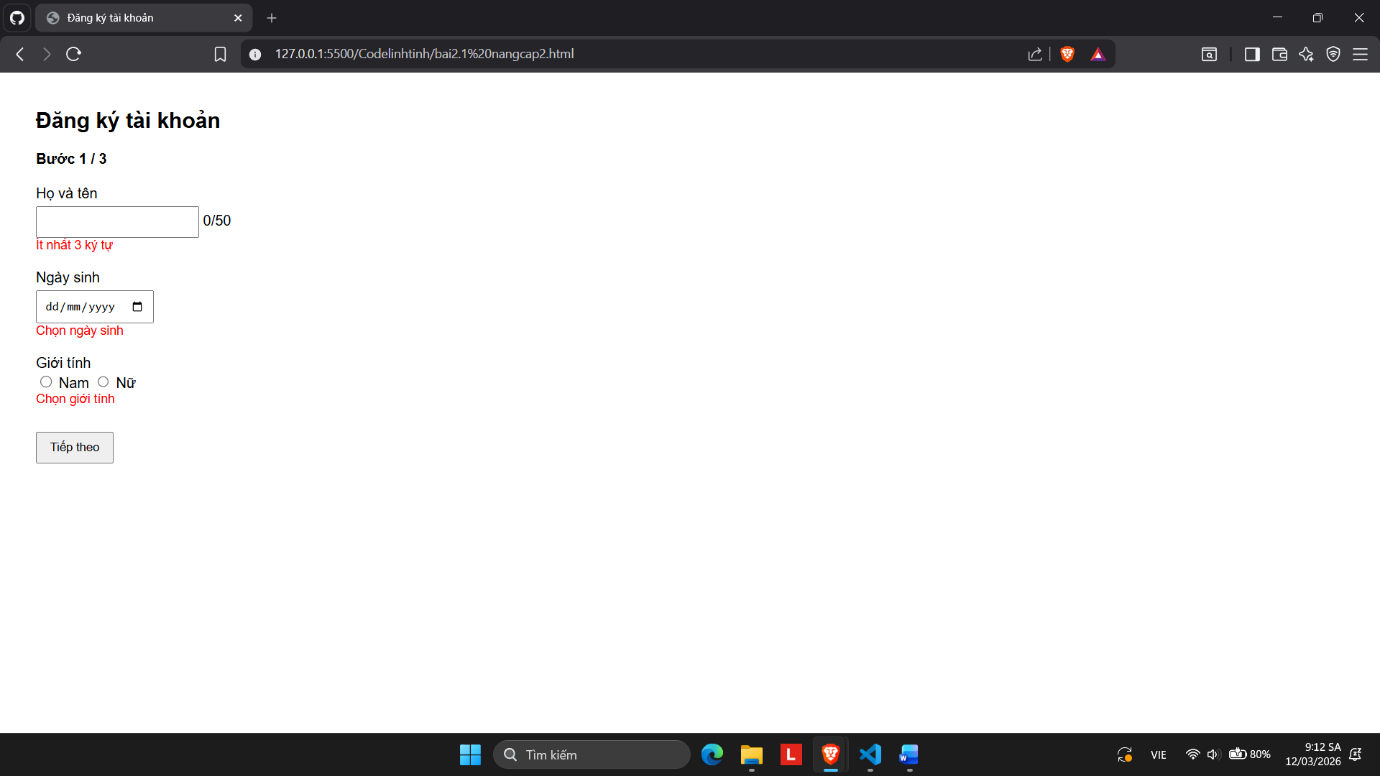 Đăng ký tài khoản
127.0.0.1:5500/Codelinhtinh/bai2.1%20nangcap2.html
Đăng ký tài khoản
Bước 1 / 3
Họ và tên
0/50
Ít nhất 3 ký tự
Ngày sinh
dd/mm/yyyy
Chọn ngày sinh
Giới tính
Nam Nữ
Chọn giới tính
Tiếp theo
Tìm kiếm
L
W
VIE
80%
9:12 SA
12/03/2026